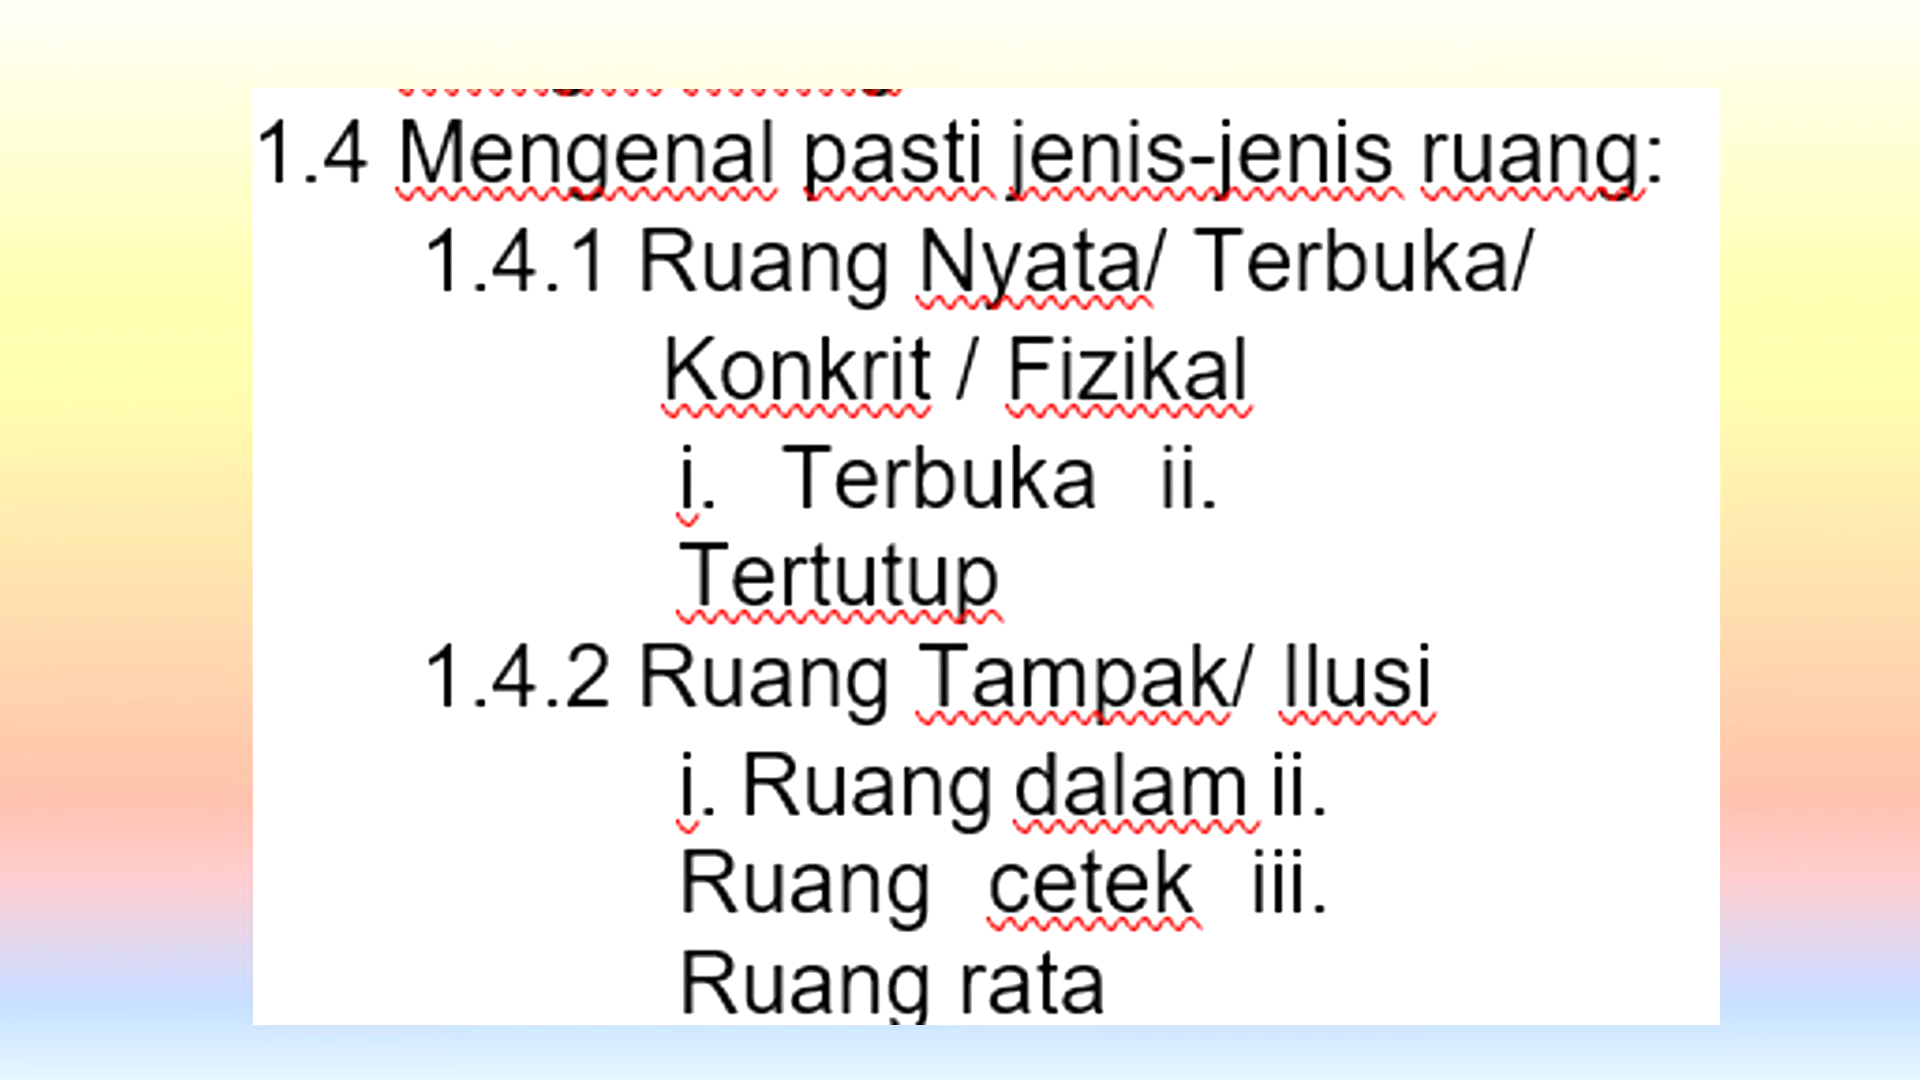 1.4 Mengenal pasti jenis-jenis ruang:
1.4.1 Ruang Nyata/ Terbuka/
Konkrit / Fizikal
i. Terbuka ii.
Tertutup
1.4.2 Ruang Tampak/ Ilusi
i. Ruang dalam ii.
Ruang cetek iii.
Ruang rata